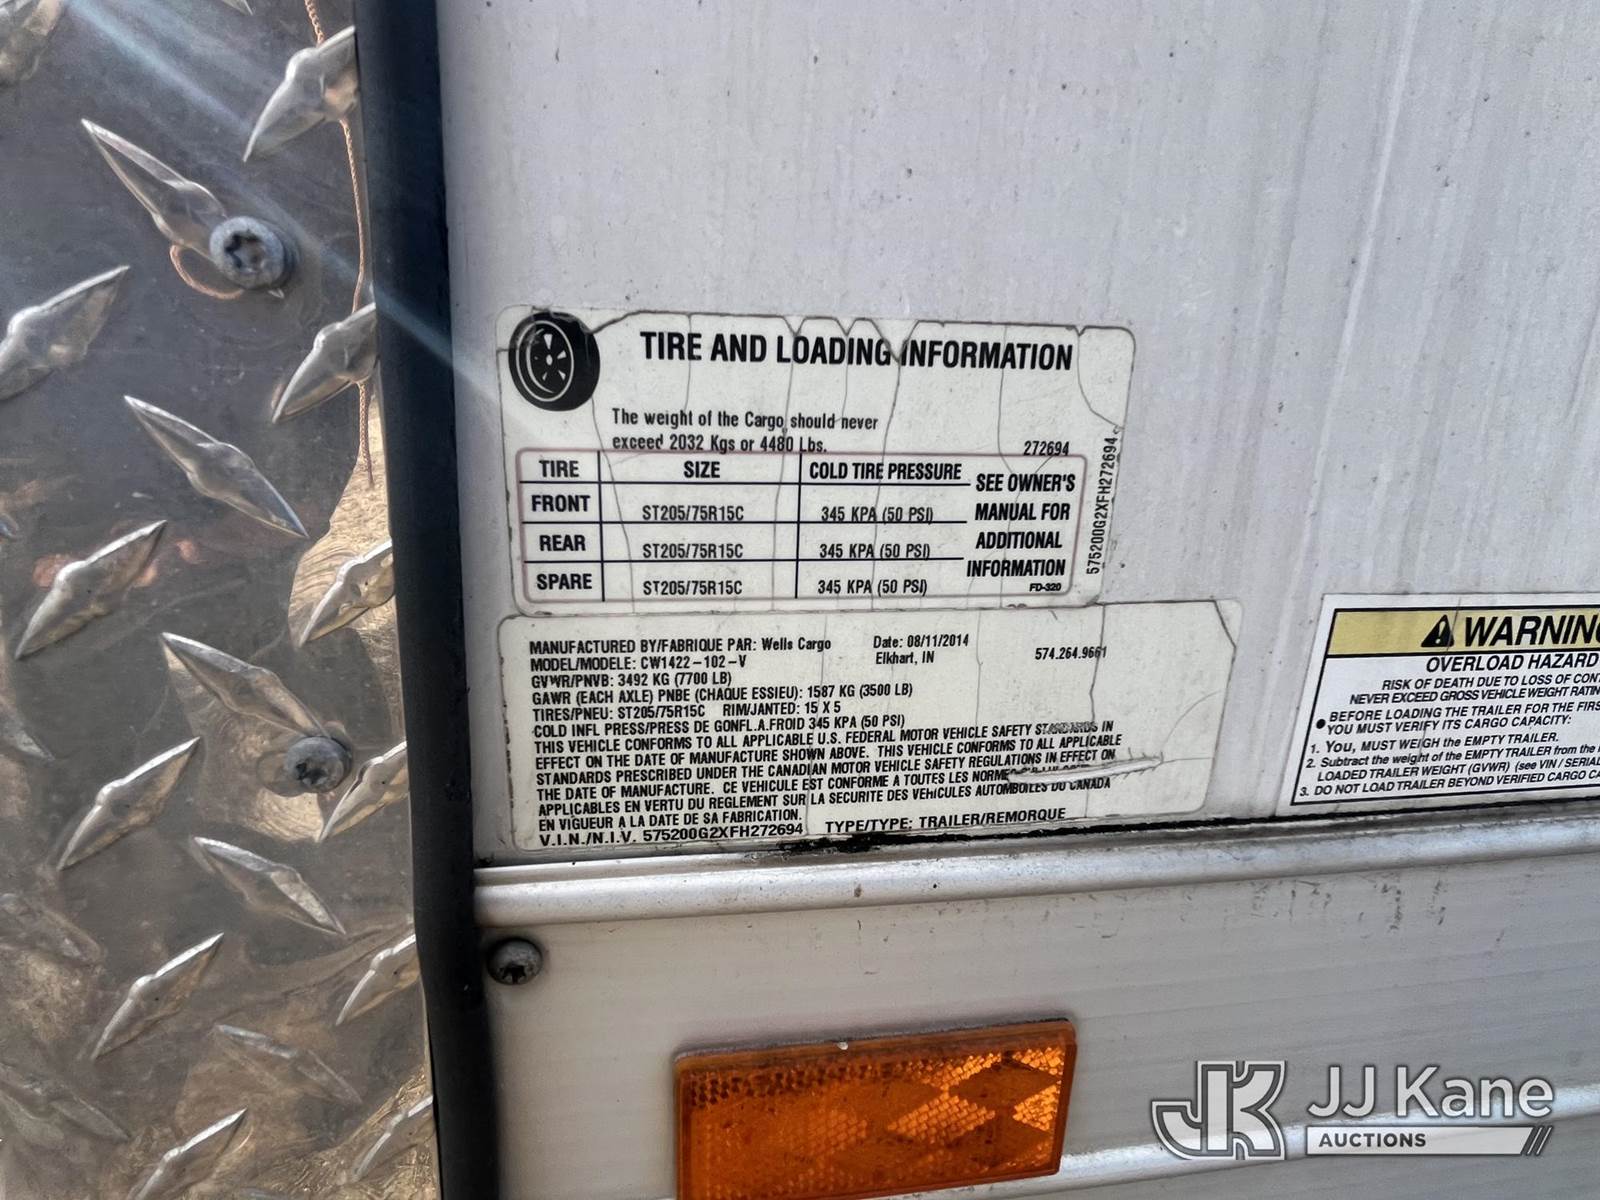 TIRE AND LOADING INFORMATION
The weight of the Cargo should never
exceed 2032 Kgs or 4480 Lbs.
272694
TIRE SIZE COLD TIRE PRESSURE
FRONT ST205/75R15C 345 KPA (50 PSI)
REAR ST205/75R15C 345 KPA (50 PSI)
SPARE ST205/75R15C 345 KPA (50 PSI)
SEE OWNER'S
MANUAL FOR
ADDITIONAL
INFORMATION
FD-320
575200G2XFH272694
MANUFACTURED BY/FABRIQUE PAR: Wells Cargo Date: 08/11/2014
MODEL/MODELE: CW1422-102-V Elkhart, IN 574.264.9661
GVWR/PNVB: 3492 KG (7700 LB)
GAWR (EACH AXLE) PNBE (CHAQUE ESSIEU): 1587 KG (3500 LB)
TIRES/PNEU: ST205/75R15C RIM/JANTED: 15 X 5
COLD INFL PRESS/PRESS DE GONFL.A.FROID 345 KPA (50 PSI)
THIS VEHICLE CONFORMS TO ALL APPLICABLE U.S. FEDERAL MOTOR VEHICLE SAFETY STANDARDS IN
EFFECT ON THE DATE OF MANUFACTURE SHOWN ABOVE. THIS VEHICLE CONFORMS TO ALL APPLICABLE
STANDARDS PRESCRIBED UNDER THE CANADIAN MOTOR VEHICLE SAFETY REGULATIONS IN EFFECT ON
THE DATE OF MANUFACTURE. CE VEHICULE EST CONFORME A TOUTES LES NORMES
APPLICABLES EN VERTU DU REGLEMENT SUR LA SECURITE DES VEHICULES AUTOMOBILES DU CANADA
EN VIGUEUR A LA DATE DE SA FABRICATION.
V.I.N./N.I.V. 575200G2XFH272694 TYPE/TYPE: TRAILER/REMORQUE
WARNIN
OVERLOAD HAZARD
RISK OF DEATH DUE TO LOSS OF CON
NEVER EXCEED GROSS VEHICLE WEIGHT RATIN
● BEFORE LOADING THE TRAILER FOR THE FIRS
YOU MUST VERIFY ITS CARGO CAPACITY:
1. You, MUST WEIGH the EMPTY TRAILER.
2. Subtract the weight of the EMPTY TRAILER from the
LOADED TRAILER WEIGHT (GVWR) (see VIN / SERIAL
3. DO NOT LOAD TRAILER BEYOND VERIFIED CARGO CA
JK JJ Kane
AUCTIONS